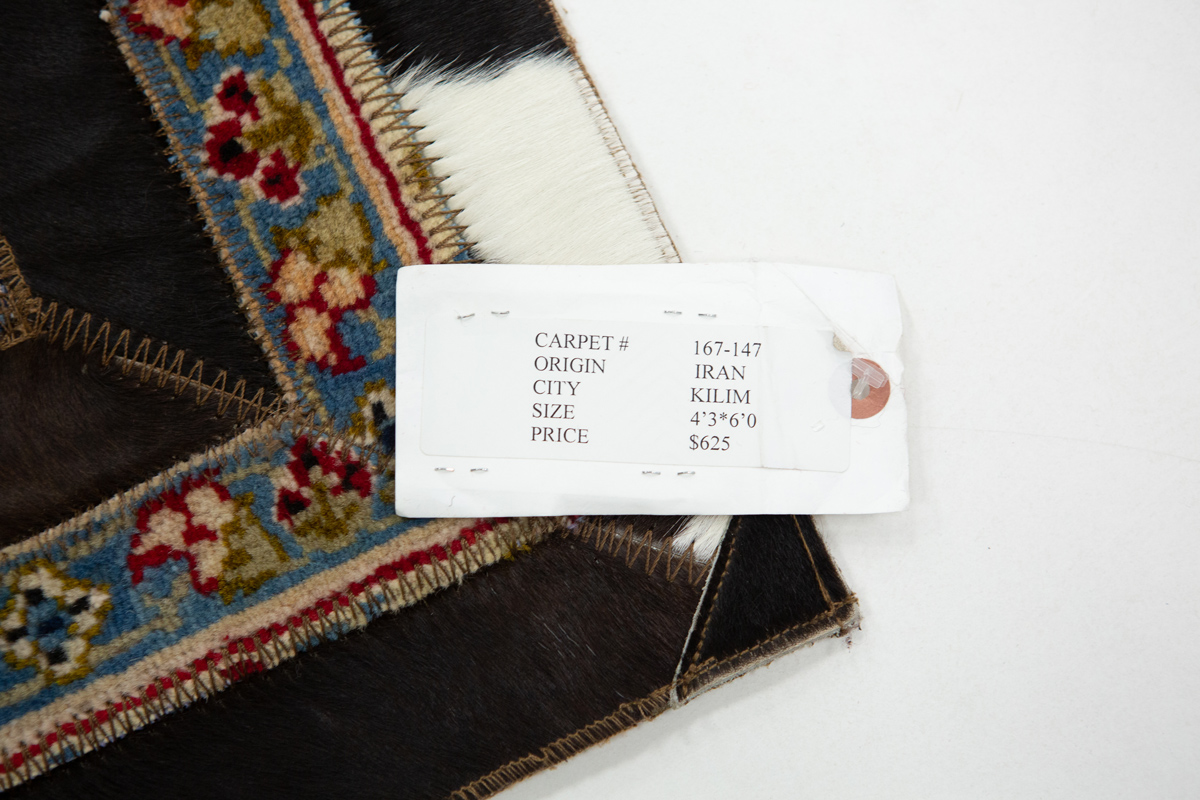 CARPET # 167-147
ORIGIN IRAN
CITY KILIM
SIZE 4'3*6'0
PRICE $625